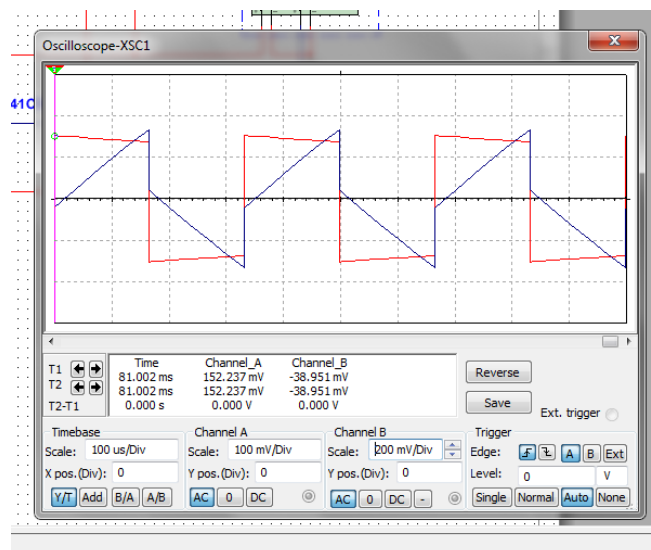 Oscilloscope-XSC1
41C
T1
T2
T2-T1
Time Channel_A Channel_B
81.002 ms 152.237 mV -38.951 mV
81.002 ms 152.237 mV -38.951 mV
0.000 s 0.000 V 0.000 V
Reverse
Save
Ext. trigger
Timebase
Scale: 100 us/Div
X pos.(Div): 0
Y/T Add B/A A/B
Channel A
Scale: 100 mV/Div
Y pos.(Div): 0
AC 0 DC
Channel B
Scale: 200 mV/Div
Y pos.(Div): 0
AC 0 DC -
Trigger
Edge: A B Ext
Level: 0 V
Single Normal Auto None